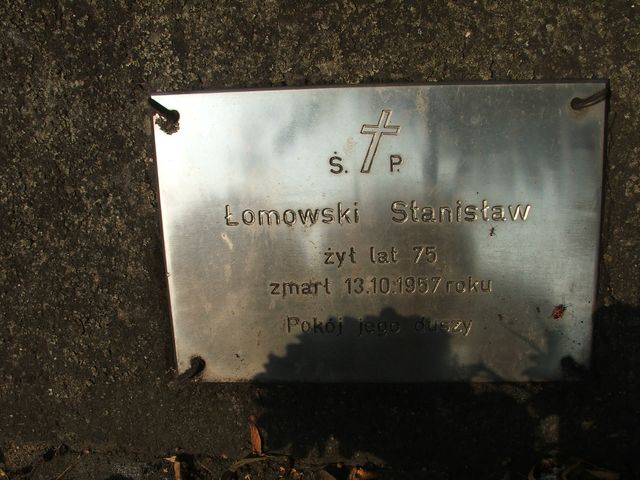 Ś. P.
Łomowski Stanisław
żył lat 75
zmarł 13.10.1957 roku
Pokój jego duszy